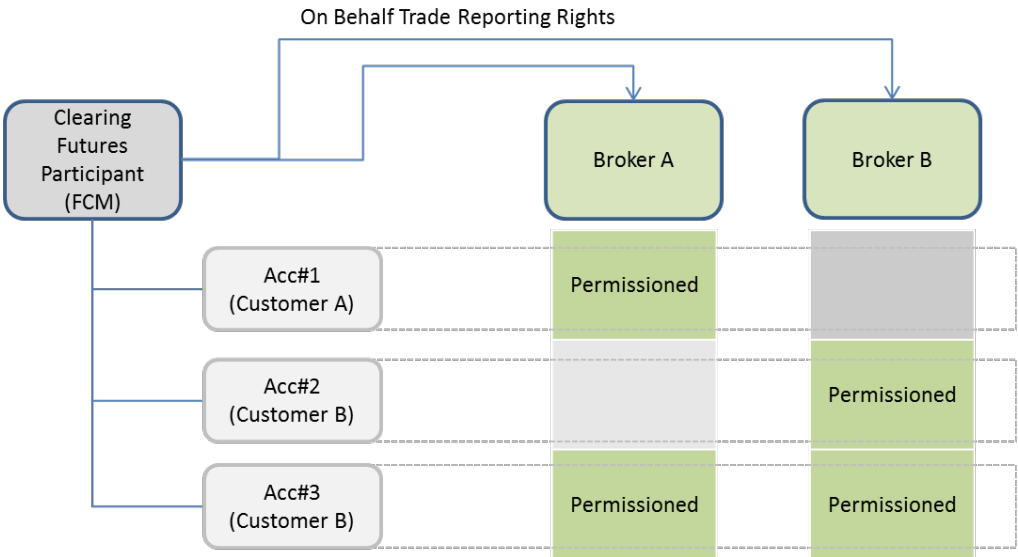 On Behalf Trade Reporting Rights
Clearing
Futures
Participant
(FCM)
Broker A
Broker B
Acc#1
(Customer A)
Permissioned
Acc#2
(Customer B)
Permissioned
Acc#3
(Customer B)
Permissioned
Permissioned